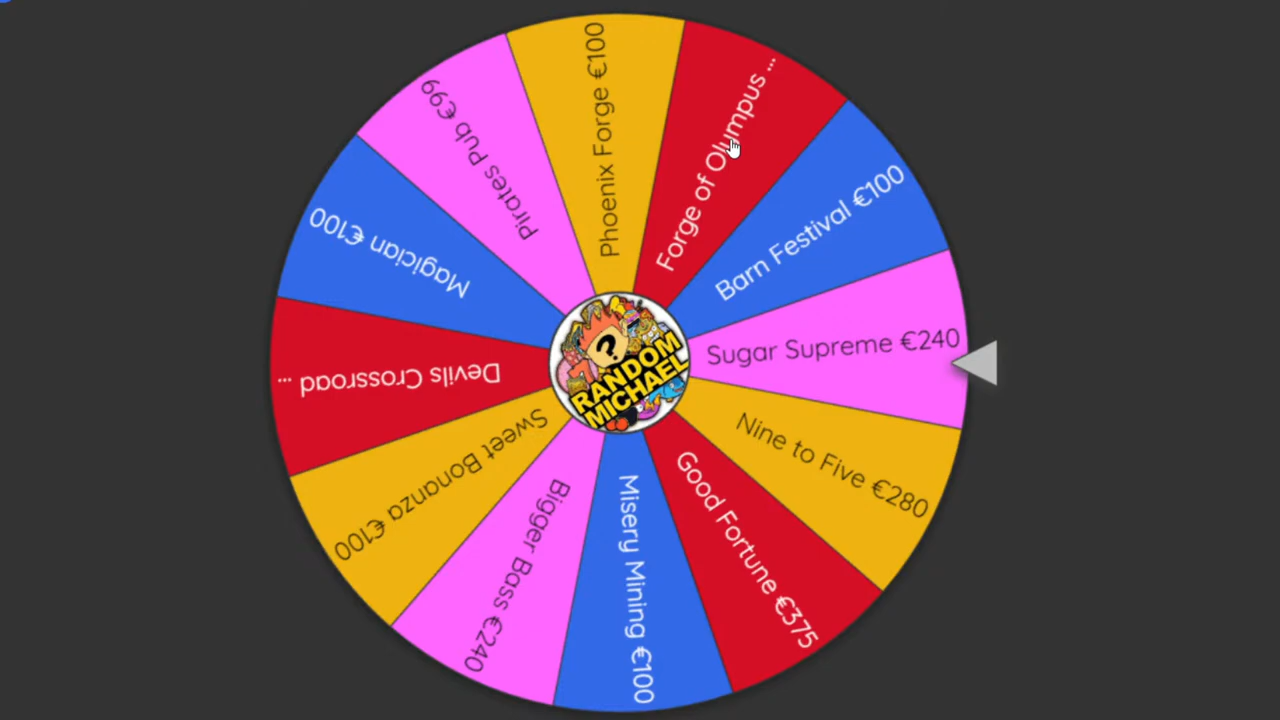 Phoenix Forge €100
Forge of Olumpus ...
Barn Festival €100
Sugar Supreme €240
Nine to Five €280
Good Fortune €375
Misery Mining €100
Bigger Bass €240
Sweet Bonanza €100
Devils Crossroad ...
Magician €100
Pirates Pub €99
?
RANDOM
MICHAEL